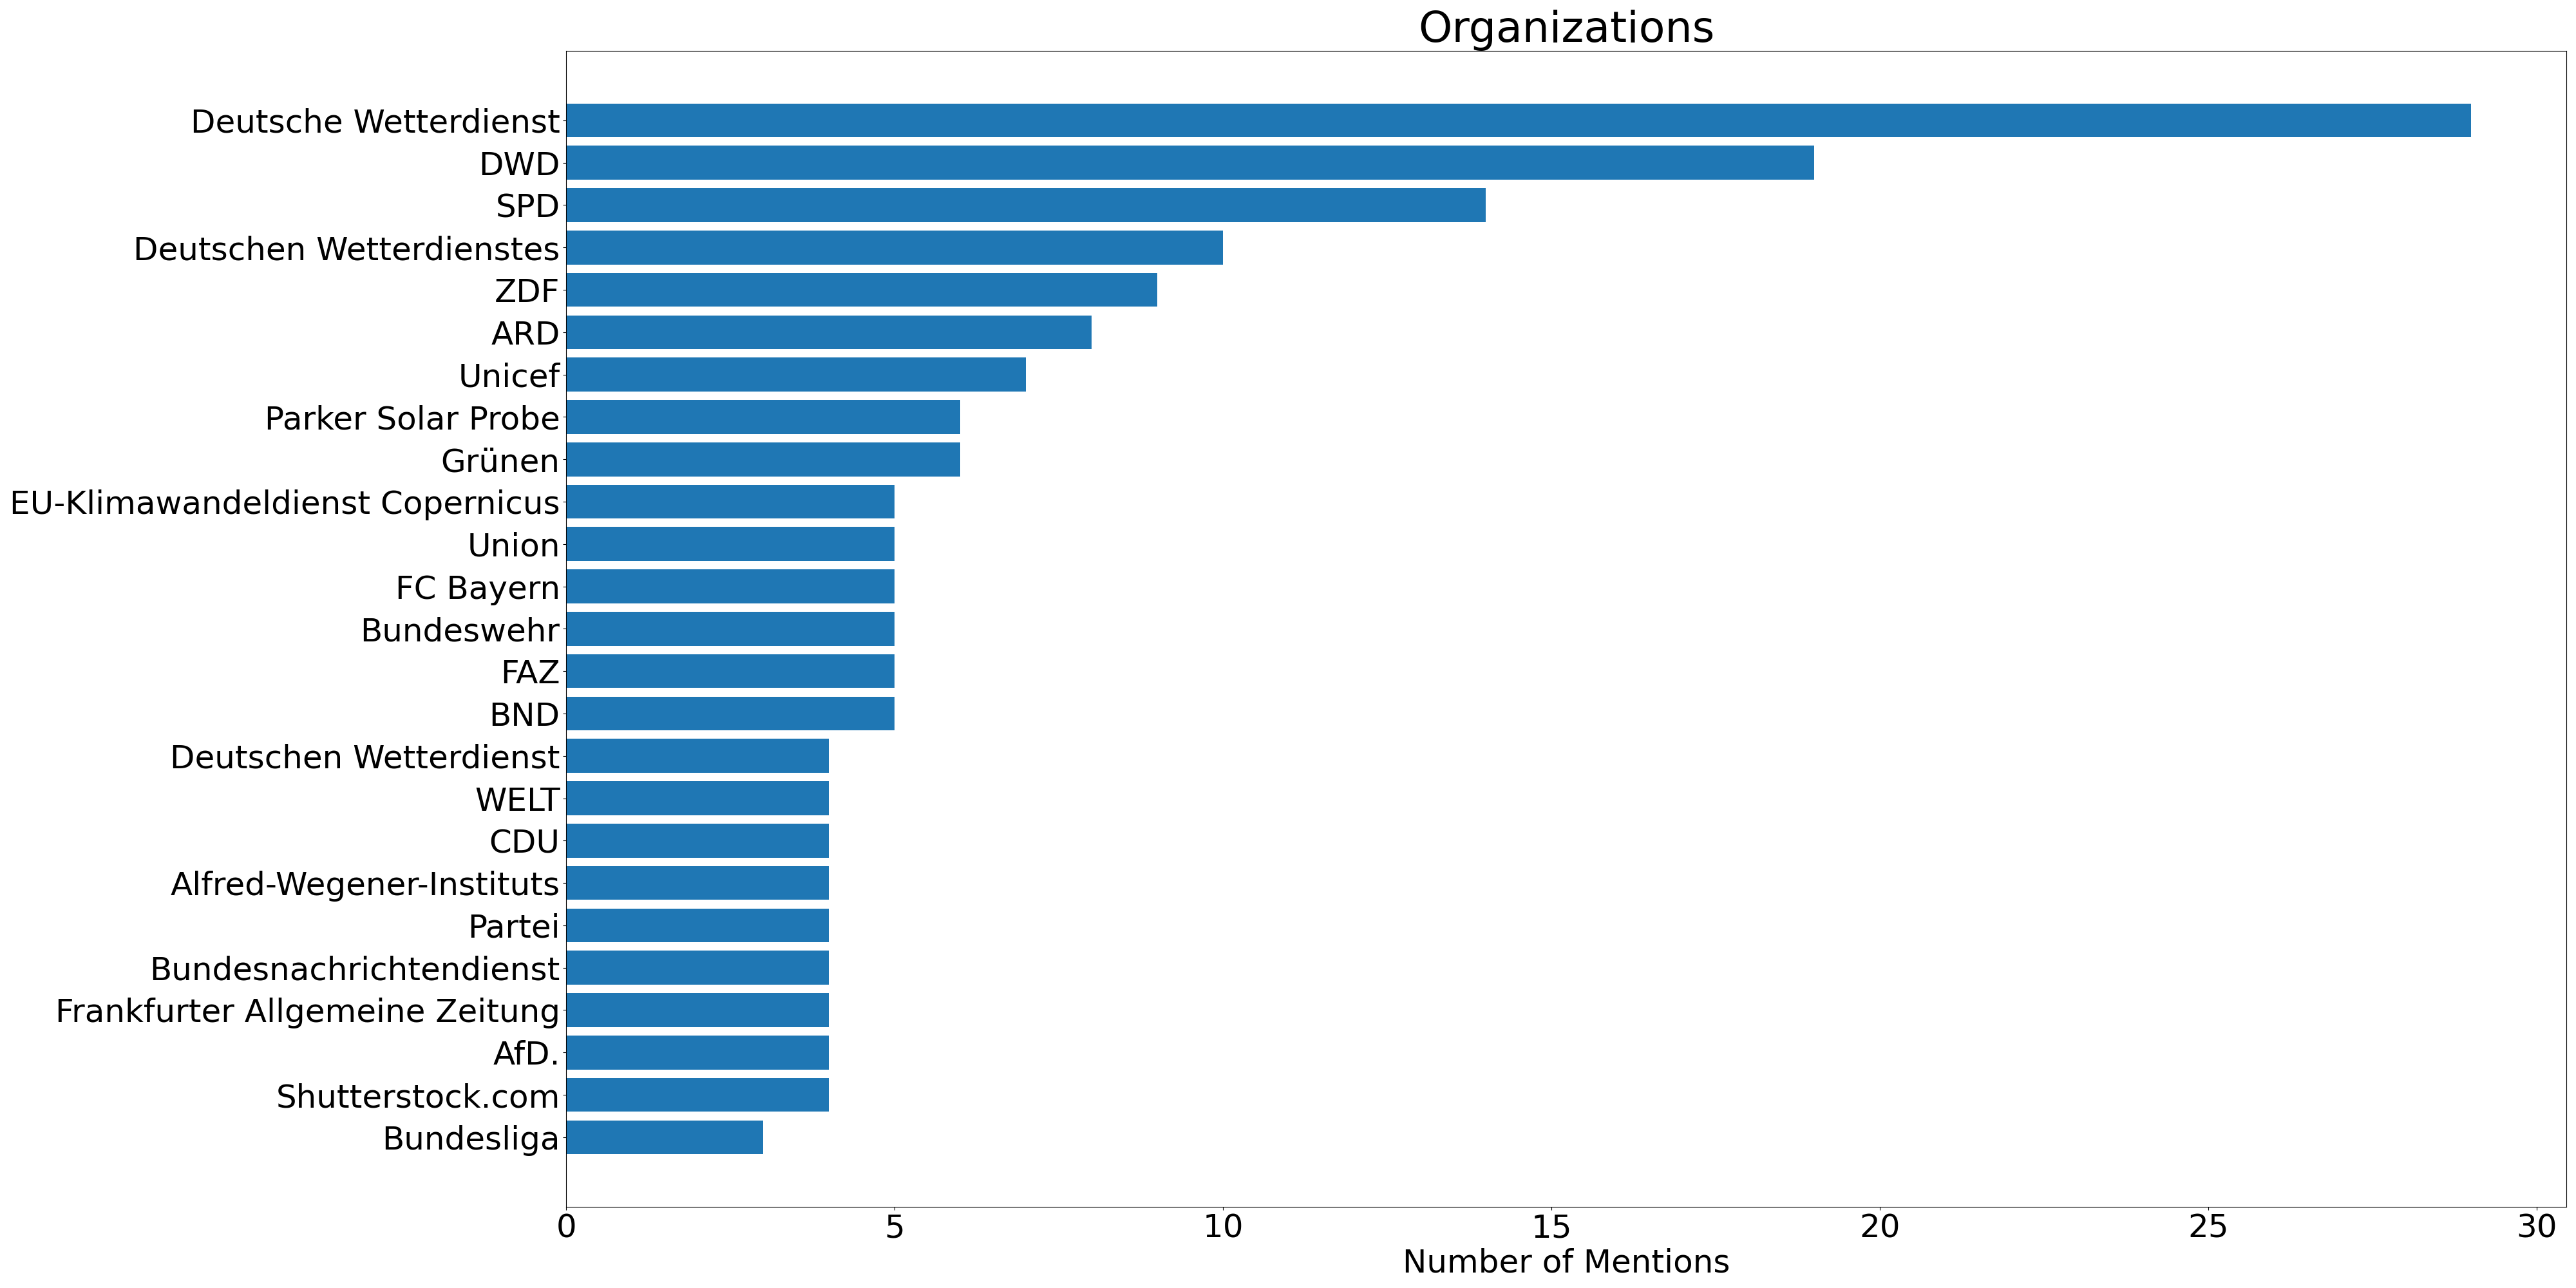 Organizations
Deutsche Wetterdienst
DWD
SPD
Deutschen Wetterdienstes
ZDF
ARD
Unicef
Parker Solar Probe
Grünen
EU-Klimawandeldienst Copernicus
Union
FC Bayern
Bundeswehr
FAZ
BND
Deutschen Wetterdienst
WELT
CDU
Alfred-Wegener-Instituts
Partei
Bundesnachrichtendienst
Frankfurter Allgemeine Zeitung
AfD.
Shutterstock.com
Bundesliga
0 5 10 15 20 25 30
Number of Mentions